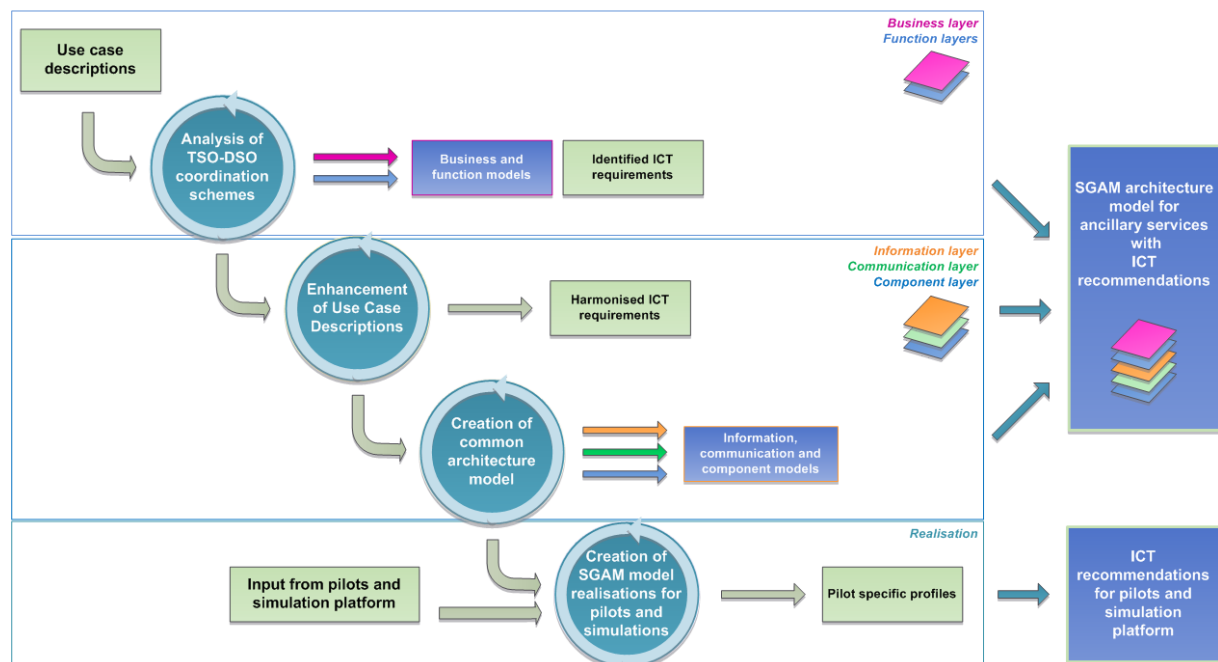 Business layer
Function layers
Use case
descriptions
Analysis of
TSO-DSO
coordination
schemes
Business and
function models
Identified ICT
requirements
Information layer
Communication layer
Component layer
Enhancement
of Use Case
Descriptions
Harmonised ICT
requirements
Creation of
common
architecture
model
Information,
communication and
component models
SGAM architecture
model for
ancillary services
with
ICT
recommendations
Realisation
Input from pilots and
simulation platform
Creation of
SGAM model
realisations for
pilots and
simulations
Pilot specific profiles
ICT
recommendations
for pilots and
simulation
platform